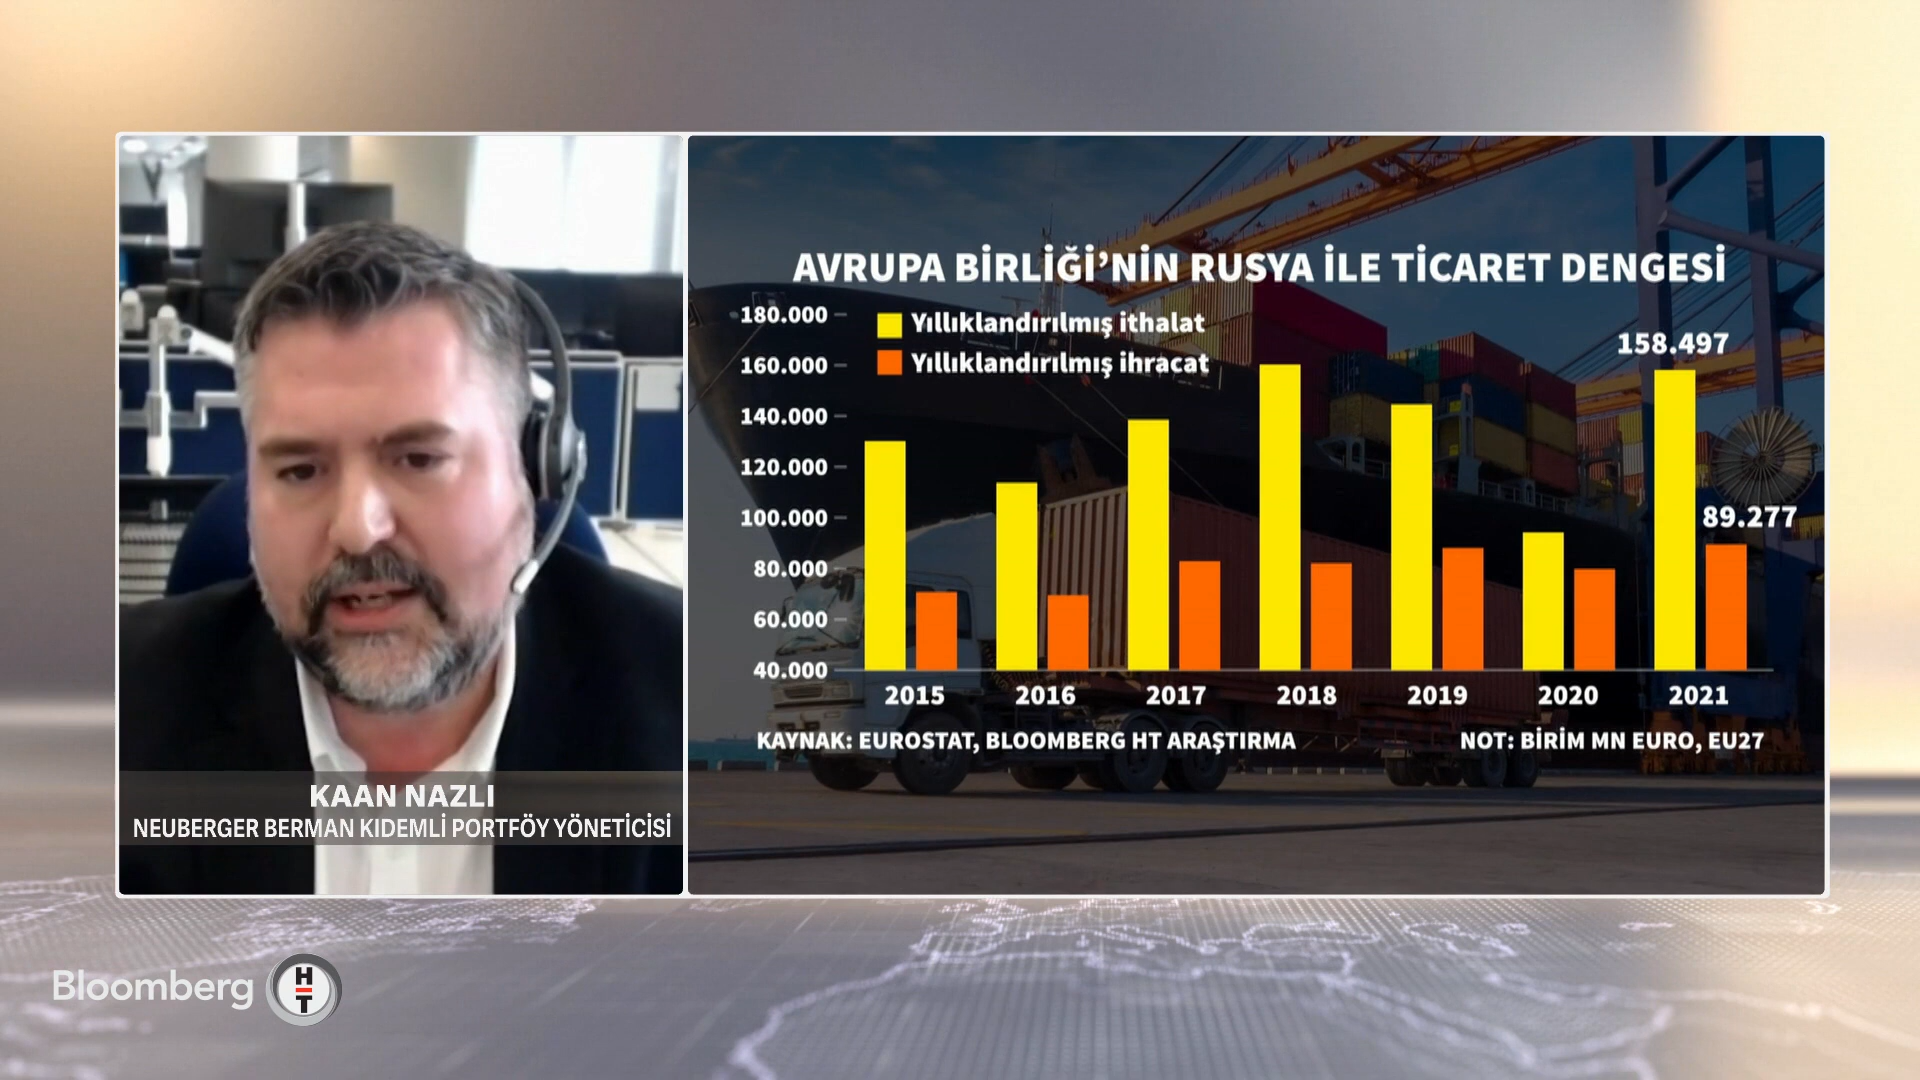 AVRUPA BİRLİĞİ'NİN RUSYA İLE TİCARET DENGESİ
180.000
160.000
140.000
120.000
100.000
80.000
60.000
40.000
Yıllıklandırılmış ithalat
Yıllıklandırılmış ihracat
158.497
89.277
2015 2016 2017 2018 2019 2020 2021
KAYNAK: EUROSTAT, BLOOMBERG HT ARAŞTIRMA
NOT: BİRİM MN EURO, EU27
KAAN NAZLI
NEUBERGER BERMAN KIDEMLİ PORTFÖY YÖNETİCİSİ
Bloomberg HT